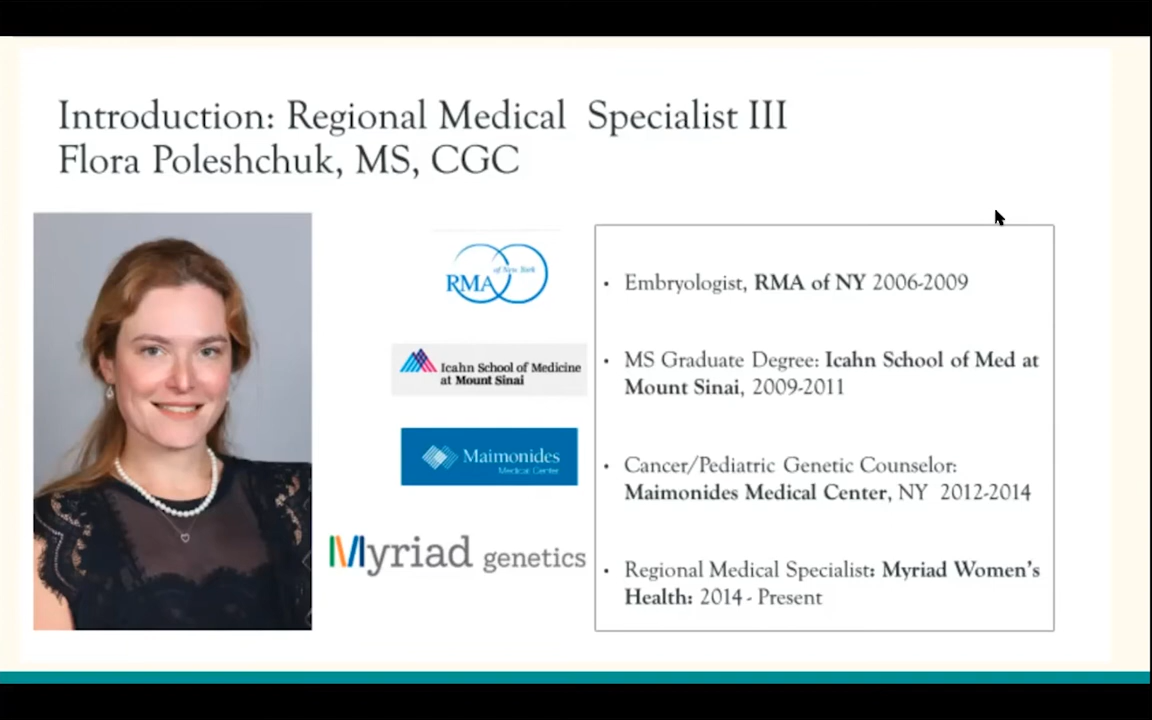 Introduction: Regional Medical Specialist III
Flora Poleshchuk, MS, CGC
RMA of New York
Icahn School of Medicine
at Mount Sinai
Maimonides
Medical Center
Myriad genetics
• Embryologist, RMA of NY 2006-2009
• MS Graduate Degree: Icahn School of Med at
Mount Sinai, 2009-2011
• Cancer/Pediatric Genetic Counselor:
Maimonides Medical Center, NY 2012-2014
• Regional Medical Specialist: Myriad Women's
Health: 2014 - Present